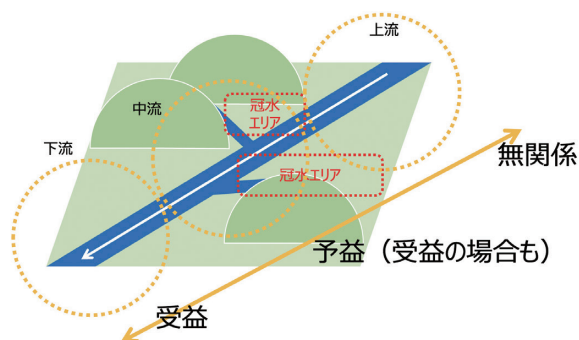 上流
冠水
エリア
中流
下流
無関係
冠水エリア
予益（受益の場合も）
受益